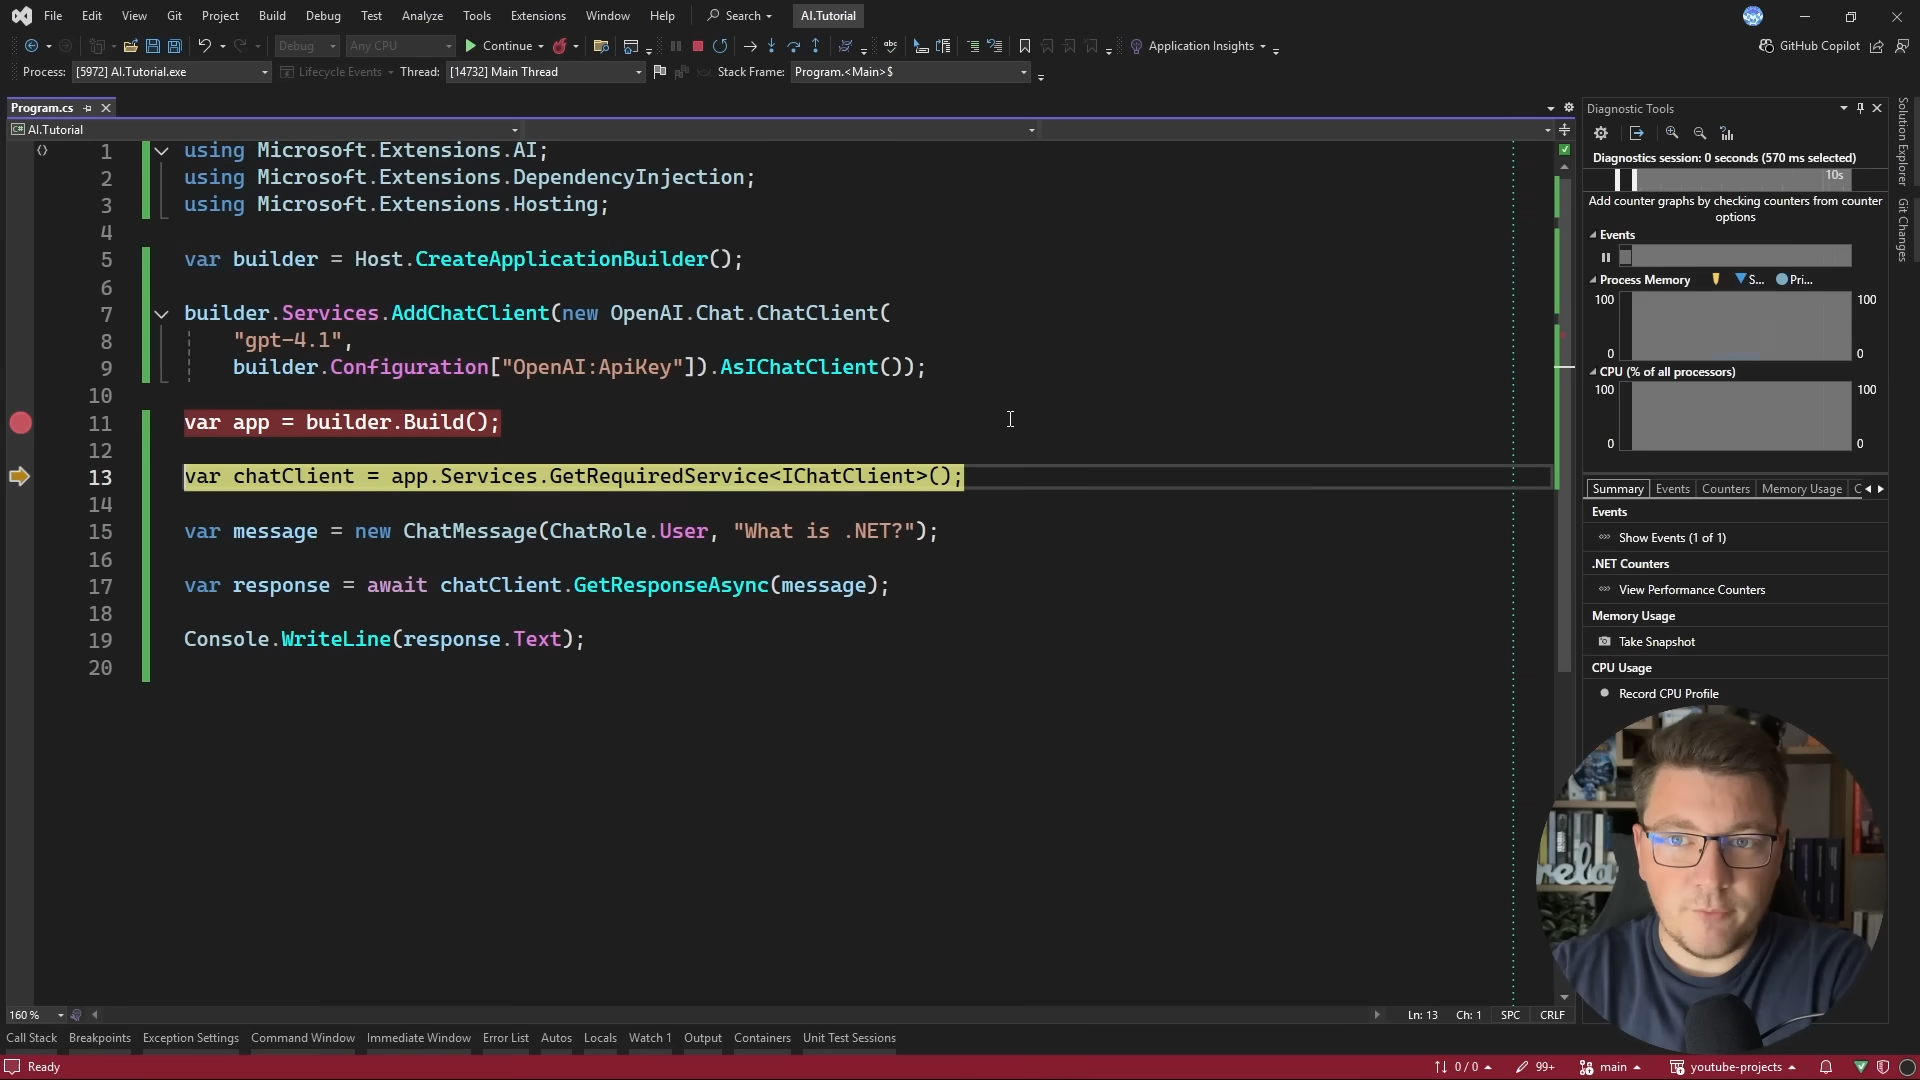 File Edit View Git Project Build Debug Test Analyze Tools Extensions Window Help Search AI.Tutorial
Debug Any CPU Continue Application Insights GitHub Copilot
Process: [5972] AI.Tutorial.exe Lifecycle Events Thread: [14732] Main Thread Stack Frame: Program.<Main>$
Program.cs
C# AI.Tutorial
1 using Microsoft.Extensions.AI;
2 using Microsoft.Extensions.DependencyInjection;
3 using Microsoft.Extensions.Hosting;
4
5 var builder = Host.CreateApplicationBuilder();
6
7 builder.Services.AddChatClient(new OpenAI.Chat.ChatClient(
8 "gpt-4.1",
9 builder.Configuration["OpenAI:ApiKey"]).AsIChatClient());
10
11 var app = builder.Build();
12
13 var chatClient = app.Services.GetRequiredService<IChatClient>();
14
15 var message = new ChatMessage(ChatRole.User, "What is .NET?");
16
17 var response = await chatClient.GetResponseAsync(message);
18
19 Console.WriteLine(response.Text);
20
160 % Ln: 13 Ch: 1 SPC CRLF
Diagnostic Tools
Diagnostics session: 0 seconds (570 ms selected)
10s
Add counter graphs by checking counters from counter
options
Events
Process Memory S... Pri...
100 100
0 0
CPU (% of all processors)
100 100
0 0
Summary Events Counters Memory Usage C
Events
Show Events (1 of 1)
.NET Counters
View Performance Counters
Memory Usage
Take Snapshot
CPU Usage
Record CPU Profile
Solution Explorer
Git Changes
rela
Call Stack Breakpoints Exception Settings Command Window Immediate Window Error List Autos Locals Watch 1 Output Containers Unit Test Sessions
Ready 0 / 0 99+ main youtube-projects